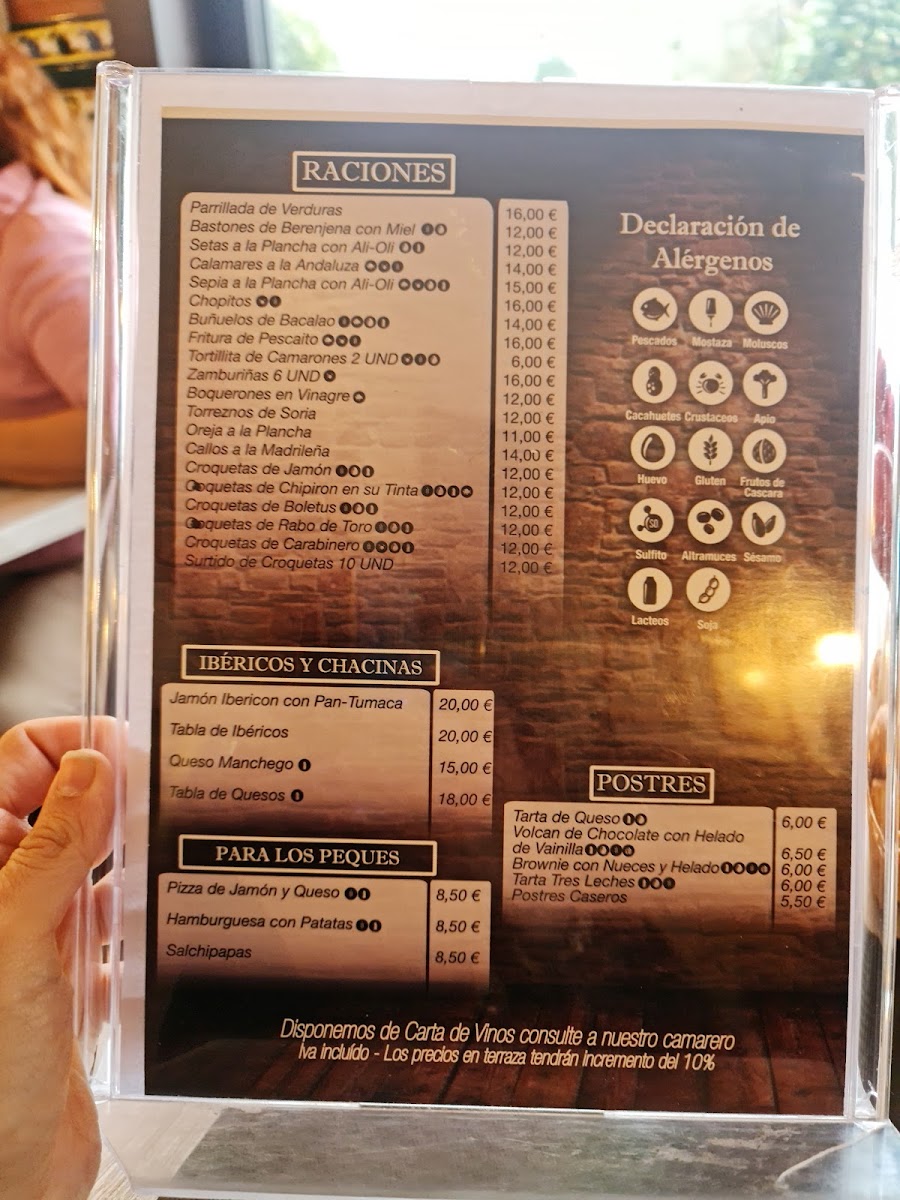 RACIONES
Parrillada de Verduras 16,00 €
Bastones de Berenjena con Miel 12,00 €
Setas a la Plancha con Ali-Oli 12,00 €
Calamares a la Andaluza 14,00 €
Sepia a la Plancha con Ali-Oli 15,00 €
Chopitos 16,00 €
Buñuelos de Bacalao 14,00 €
Fritura de Pescaito 16,00 €
Tortillita de Camarones 2 UND 6,00 €
Zamburiñas 6 UND 16,00 €
Boquerones en Vinagre 12,00 €
Torreznos de Soria 12,00 €
Oreja a la Plancha 11,00 €
Callos a la Madrileña 14,00 €
Croquetas de Jamón 12,00 €
Coquetas de Chipiron en su Tinta 12,00 €
Croquetas de Boletus 12,00 €
Coquetas de Rabo de Toro 12,00 €
Croquetas de Carabinero 12,00 €
Surtido de Croquetas 10 UND 12,00 €
Declaración de
Alérgenos
Pescados Mostaza Moluscos
Cacahuetes Crustaceos Apio
Huevo Gluten Frutos de
Cascara
SO
Sulfito Altramuces Sésamo
Lacteos Soja
IBÉRICOS Y CHACINAS
Jamón Ibericon con Pan-Tumaca 20,00 €
Tabla de Ibéricos 20,00 €
Queso Manchego 15,00 €
Tabla de Quesos 18,00 €
PARA LOS PEQUES
Pizza de Jamón y Queso 8,50 €
Hamburguesa con Patatas 8,50 €
Salchipapas 8,50 €
POSTRES
Tarta de Queso 6,00 €
Volcan de Chocolate con Helado
de Vainilla 6,50 €
Brownie con Nueces y Helado 6,00 €
Tarta Tres Leches 6,00 €
Postres Caseros 5,50 €
Disponemos de Carta de Vinos consulte a nuestro camarero
Iva incluído - Los precios en terraza tendrán incremento del 10%